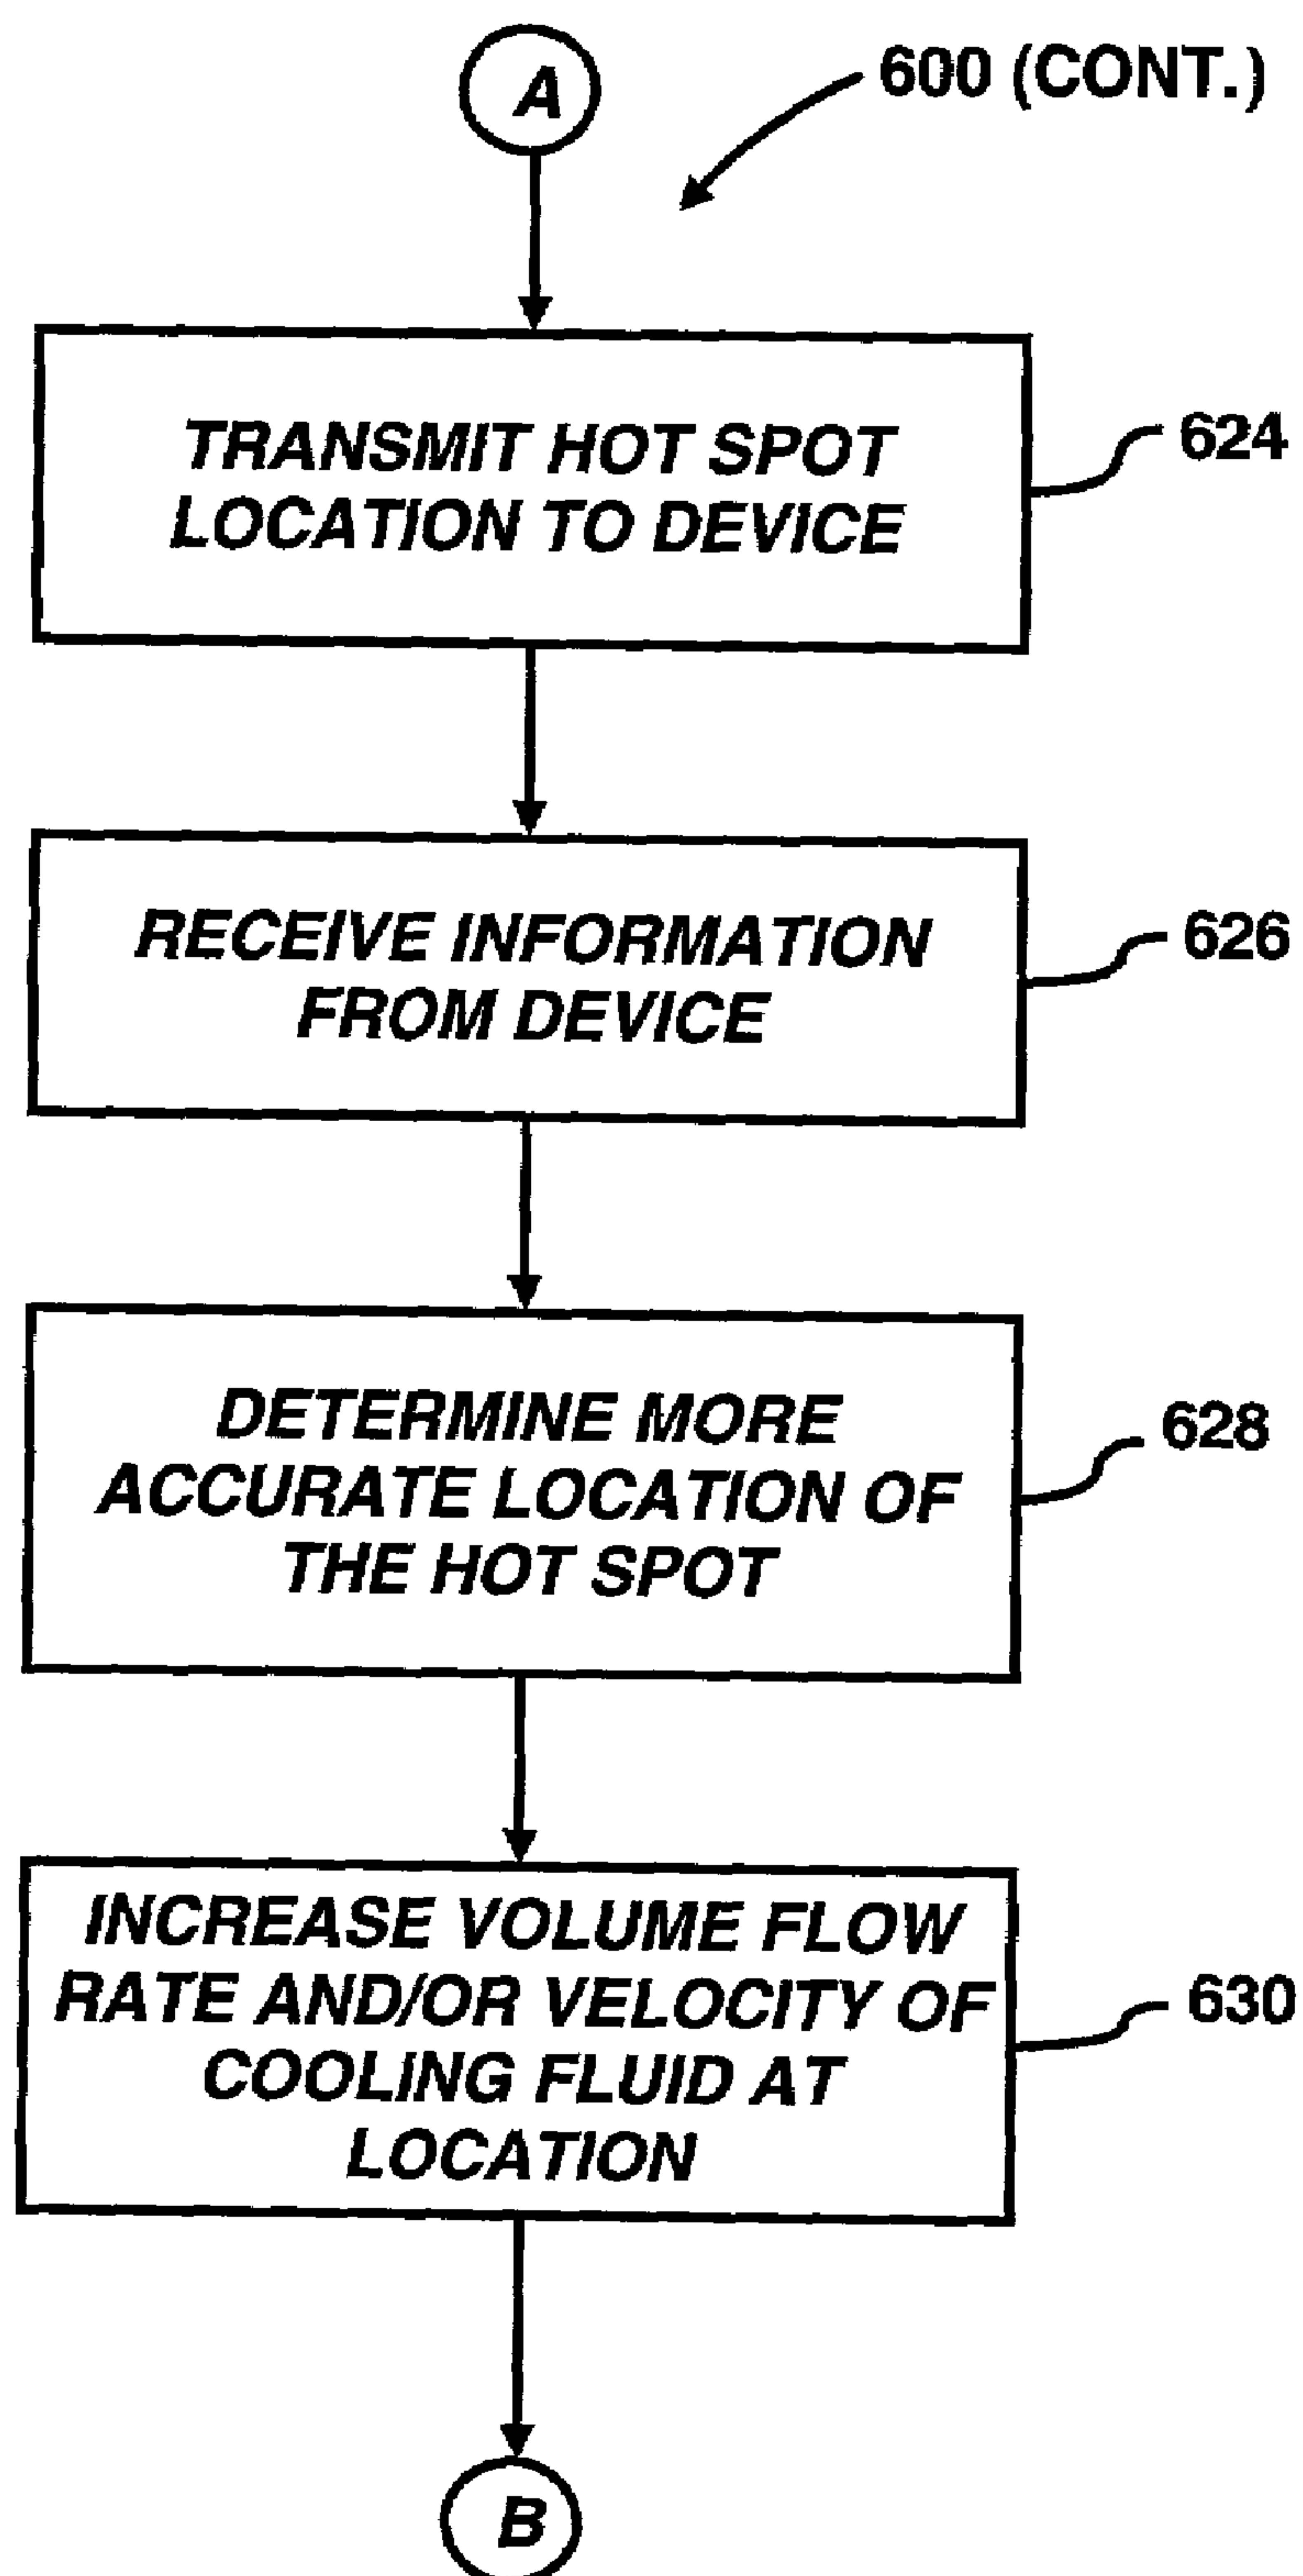 A
600 (CONT.)
TRANSMIT HOT SPOT
LOCATION TO DEVICE
624
RECEIVE INFORMATION
FROM DEVICE
626
DETERMINE MORE
ACCURATE LOCATION OF
THE HOT SPOT
628
INCREASE VOLUME FLOW
RATE AND/OR VELOCITY OF
COOLING FLUID AT
LOCATION
630
B